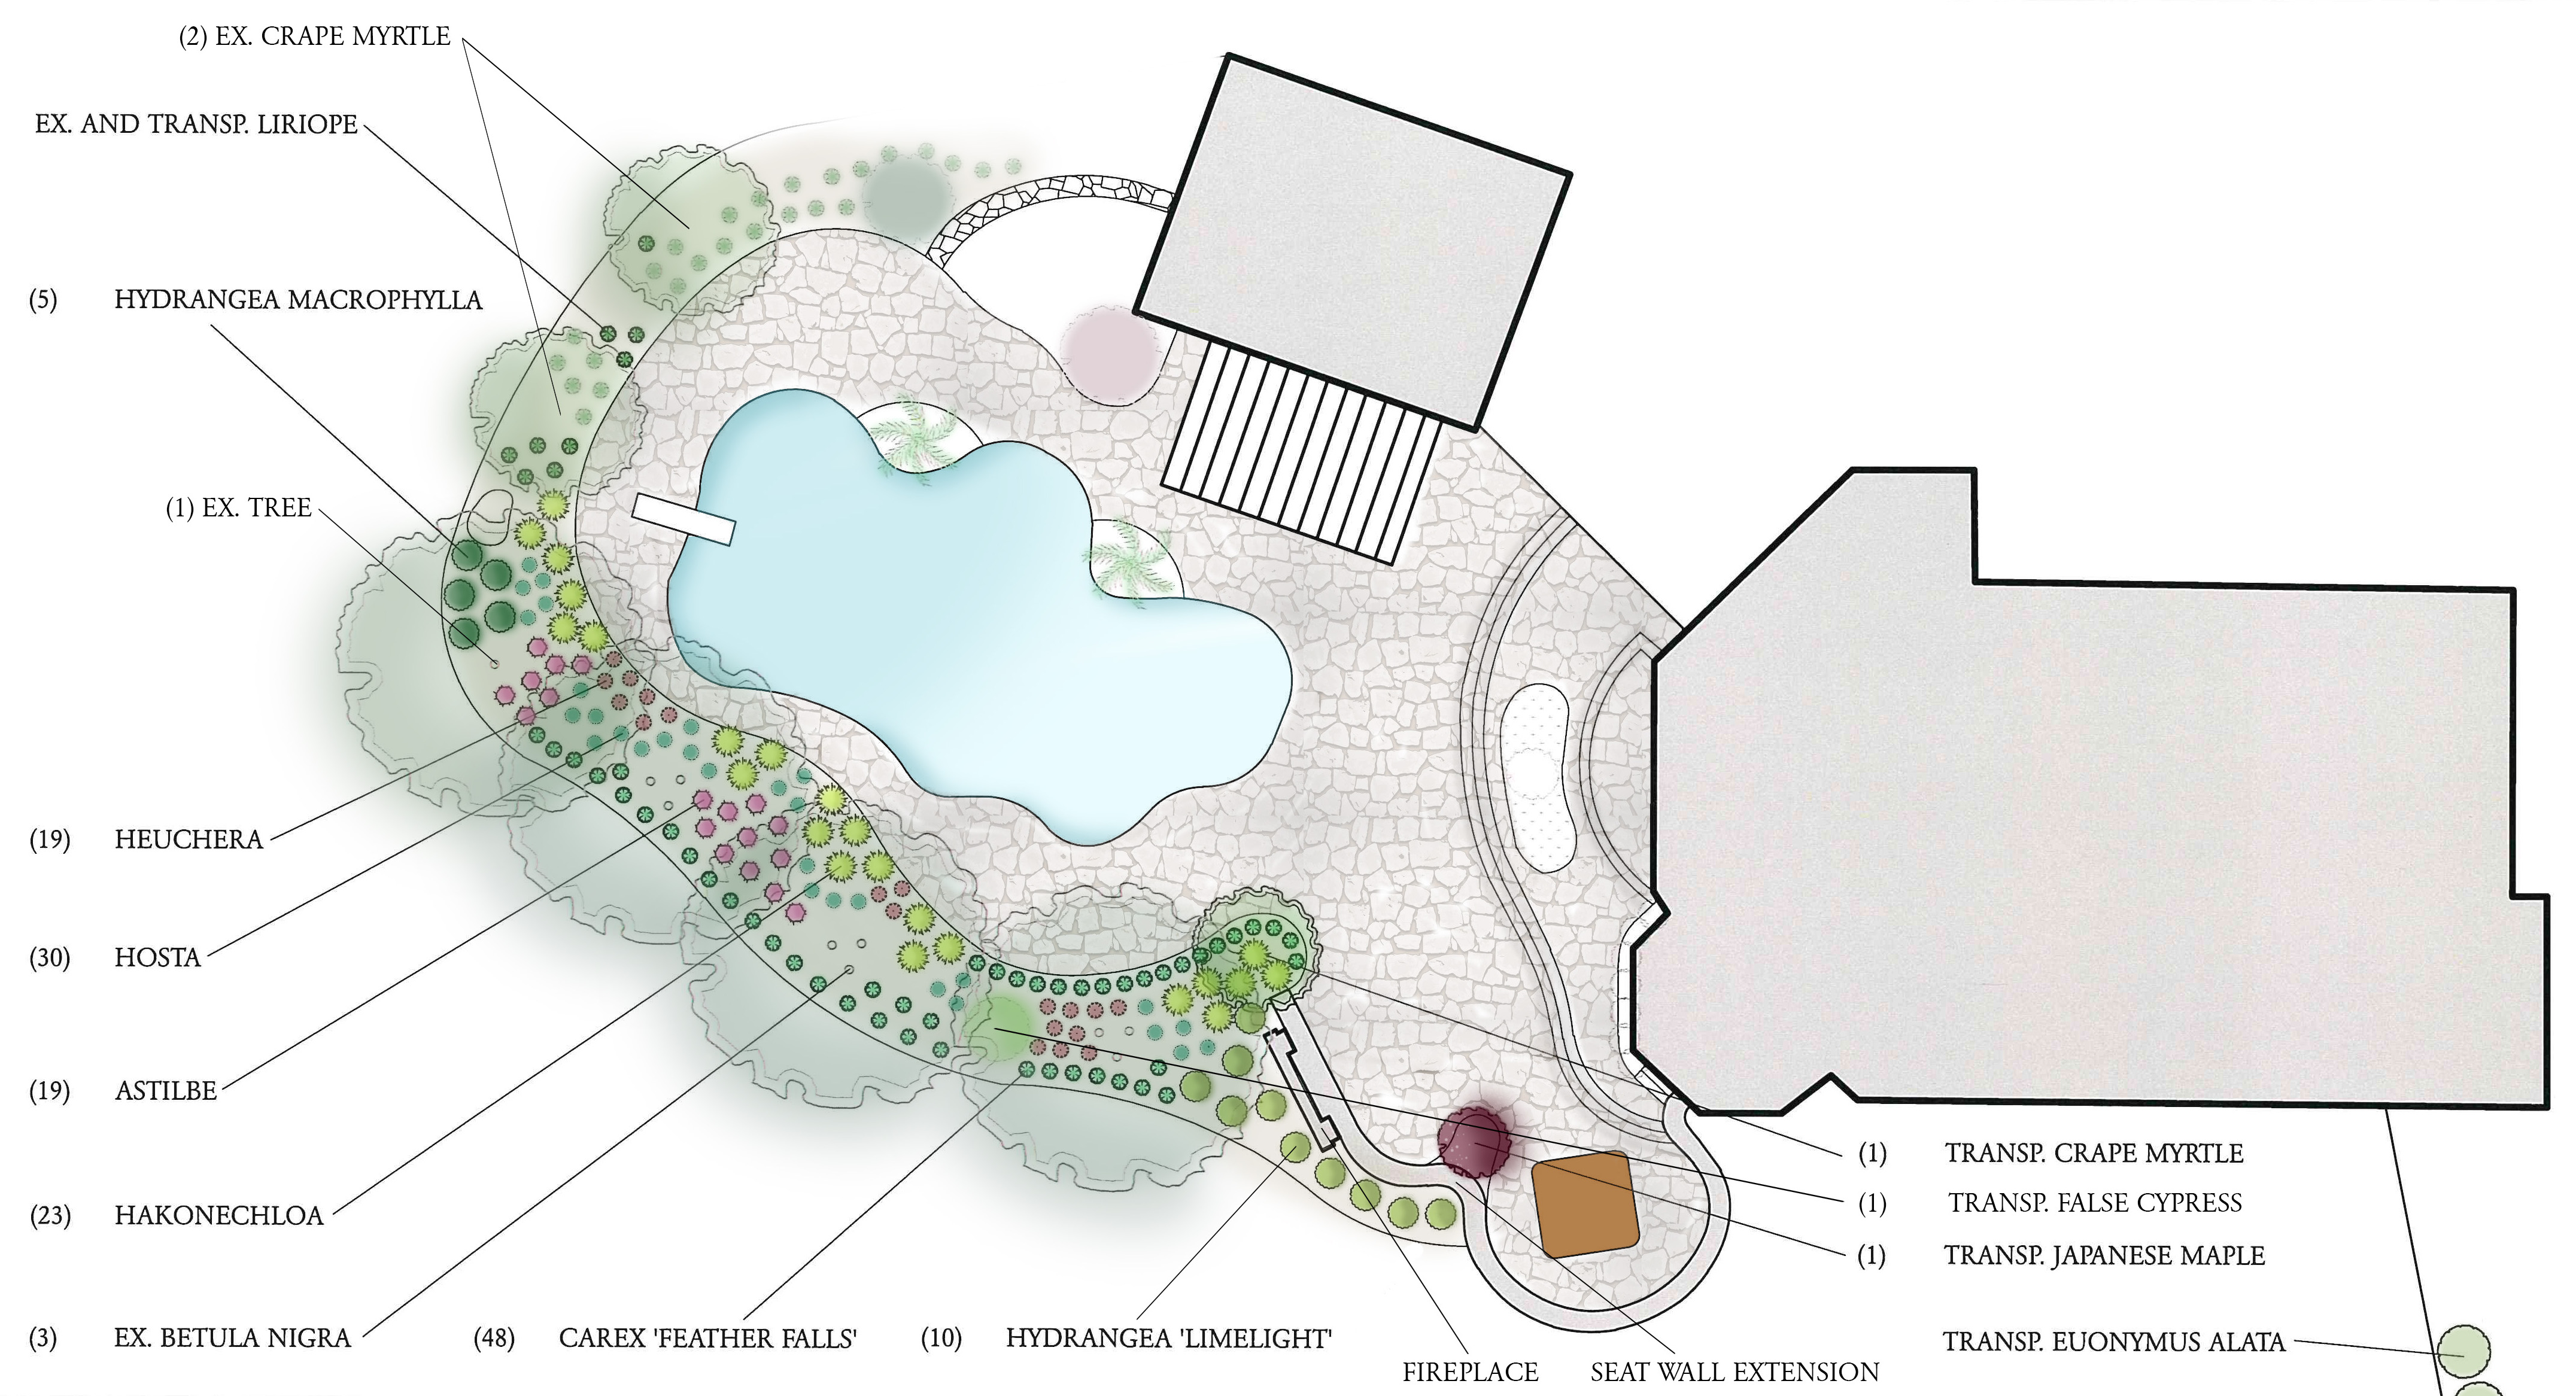 (2) EX. CRAPE MYRTLE
EX. AND TRANSP. LIRIOPE
(5) HYDRANGEA MACROPHYLLA
(1) EX. TREE
(19) HEUCHERA
(30) HOSTA
(19) ASTILBE
(23) HAKONECHLOA
(3) EX. BETULA NIGRA
(48) CAREX 'FEATHER FALLS'
(10) HYDRANGEA 'LIMELIGHT'
FIREPLACE
SEAT WALL EXTENSION
(1) TRANSP. CRAPE MYRTLE
(1) TRANSP. FALSE CYPRESS
(1) TRANSP. JAPANESE MAPLE
TRANSP. EUONYMUS ALATA